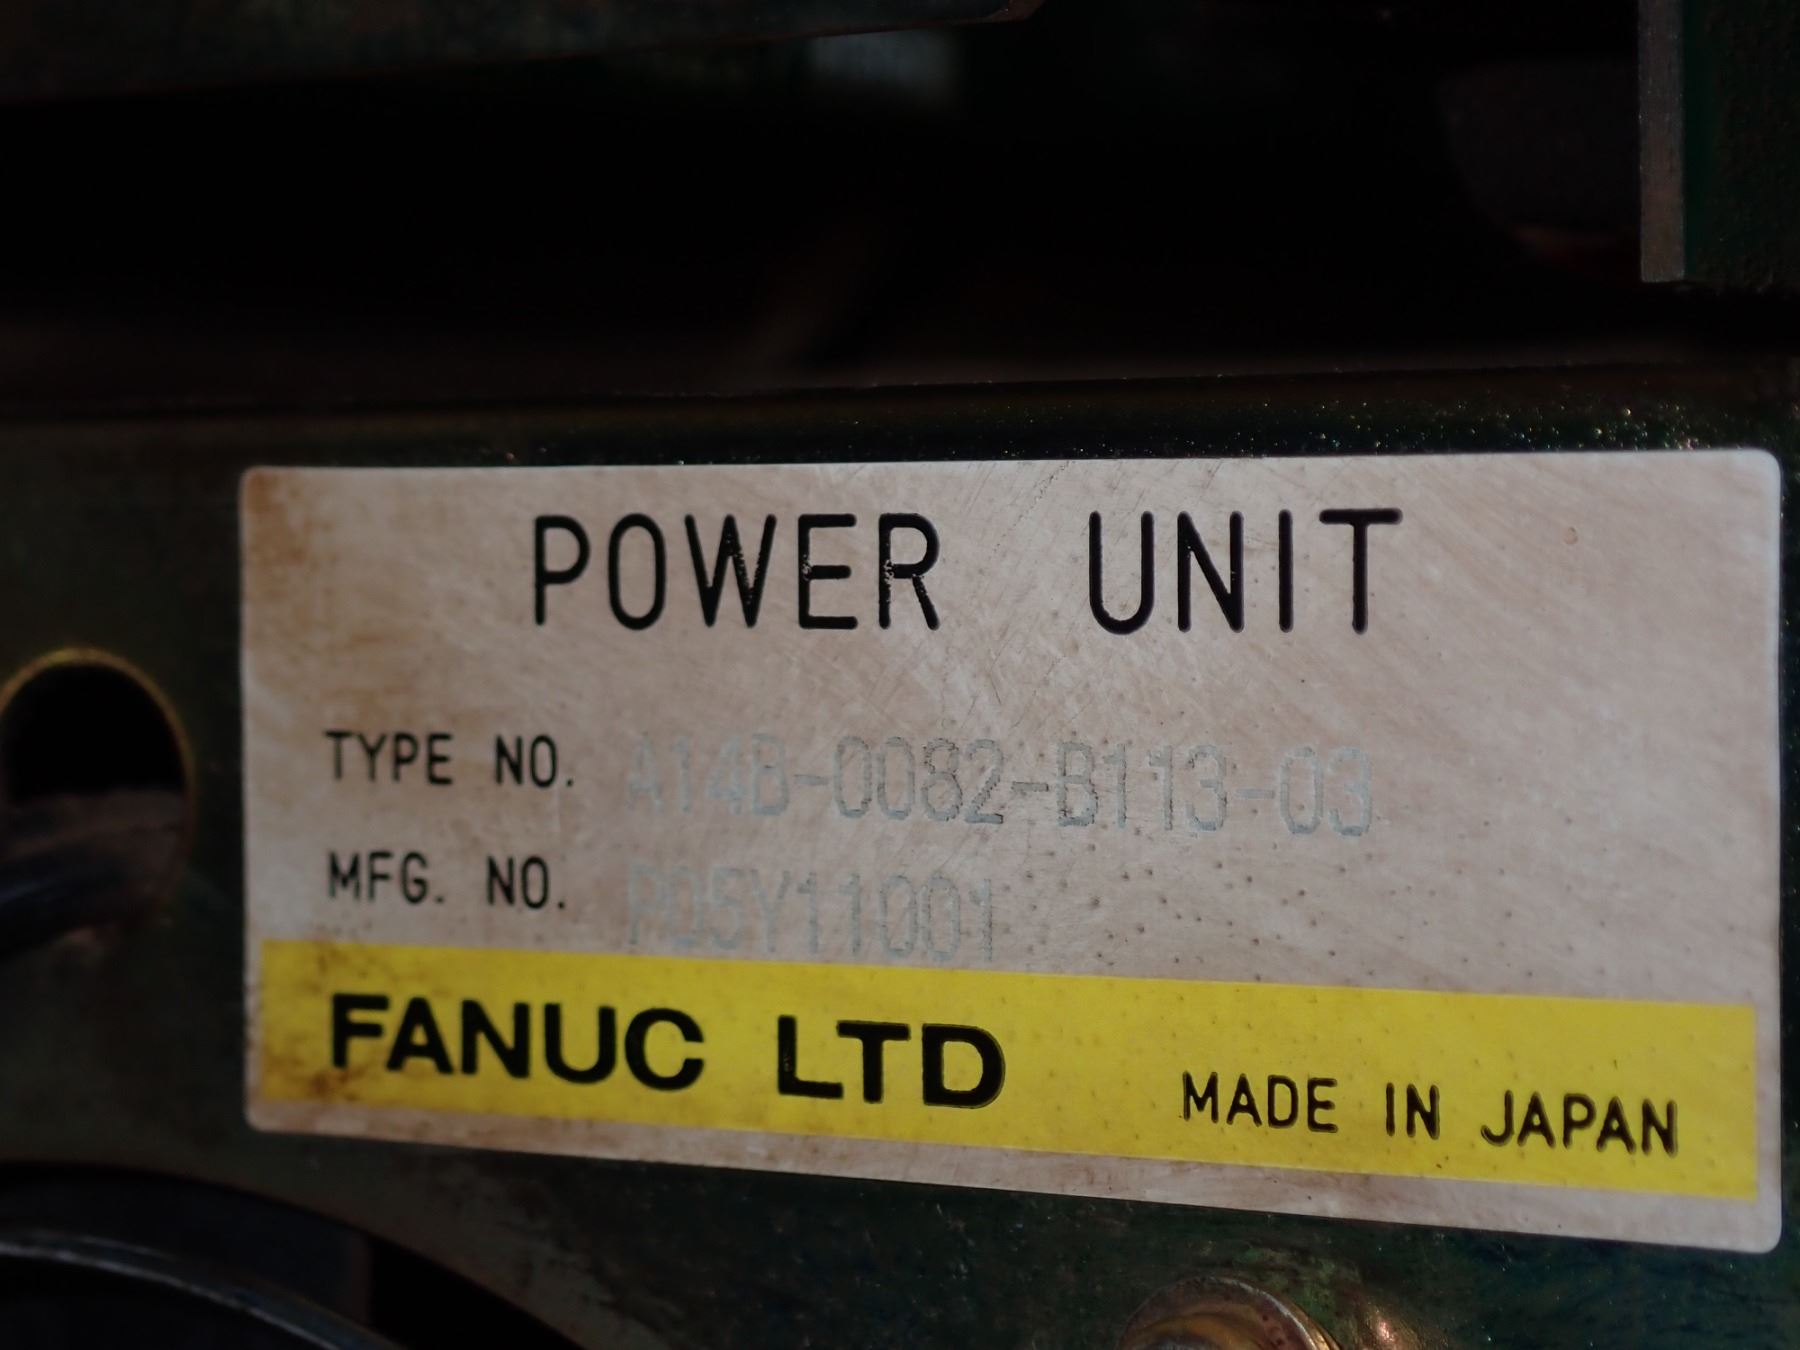 POWER UNIT
TYPE NO. A14B-0082-B113-03
MFG. NO. P05Y11001
FANUC LTD MADE IN JAPAN